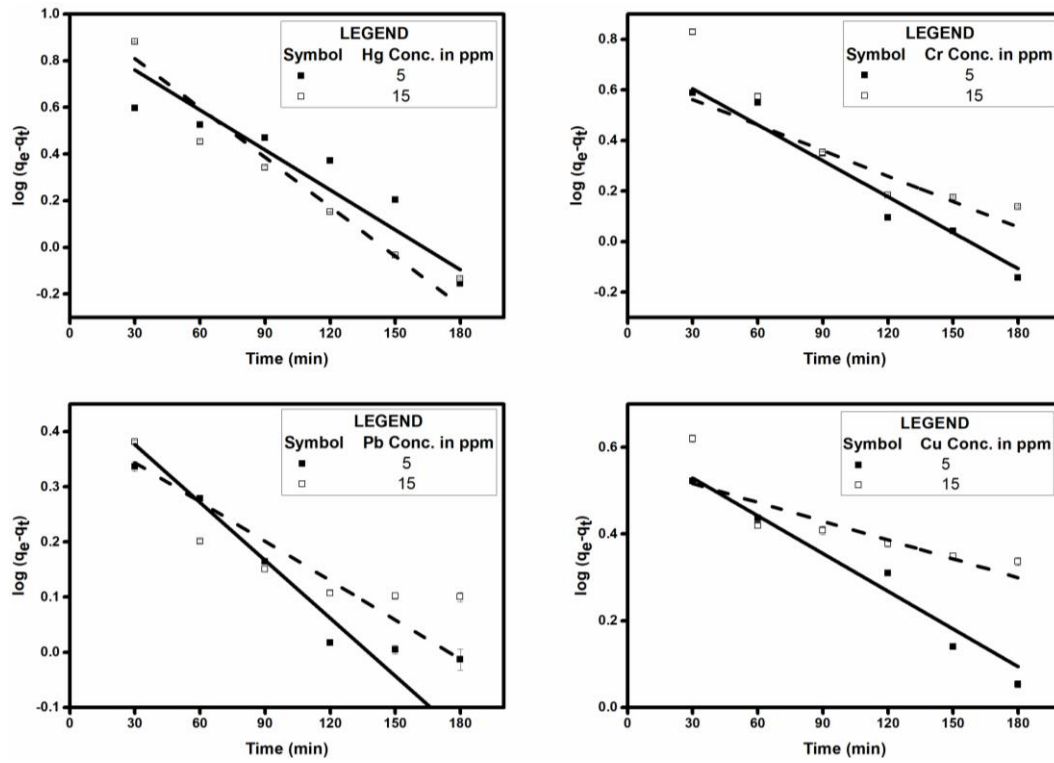 LEGEND
Symbol Hg Conc. in ppm
5
15
1.0
0.8
0.6
0.4
0.2
0.0
-0.2
log (qe-qt)
0 30 60 90 120 150 180
Time (min)
LEGEND
Symbol Cr Conc. in ppm
5
15
0.8
0.6
0.4
0.2
0.0
-0.2
log (qe-qt)
0 30 60 90 120 150 180
Time (min)
LEGEND
Symbol Pb Conc. in ppm
5
15
0.4
0.3
0.2
0.1
0.0
-0.1
log (qe-qt)
0 30 60 90 120 150 180
Time (min)
LEGEND
Symbol Cu Conc. in ppm
5
15
0.6
0.4
0.2
0.0
log (qe-qt)
0 30 60 90 120 150 180
Time (min)